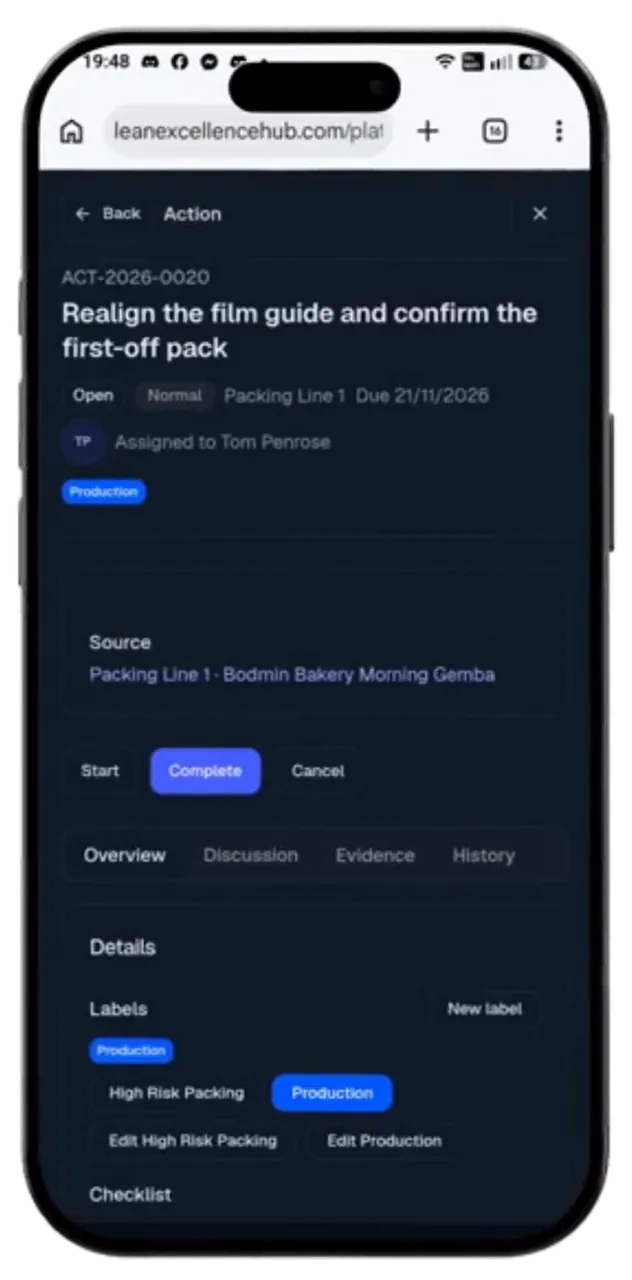 19:48
leanexcellencehub.com/plat
16
← Back Action ×
ACT-2026-0020
Realign the film guide and confirm the
first-off pack
Open Normal Packing Line 1 Due 21/11/2026
TP Assigned to Tom Penrose
Production
Source
Packing Line 1 · Bodmin Bakery Morning Gemba
Start Complete Cancel
Overview Discussion Evidence History
Details
Labels New label
Production
High Risk Packing Production
Edit High Risk Packing Edit Production
Checklist